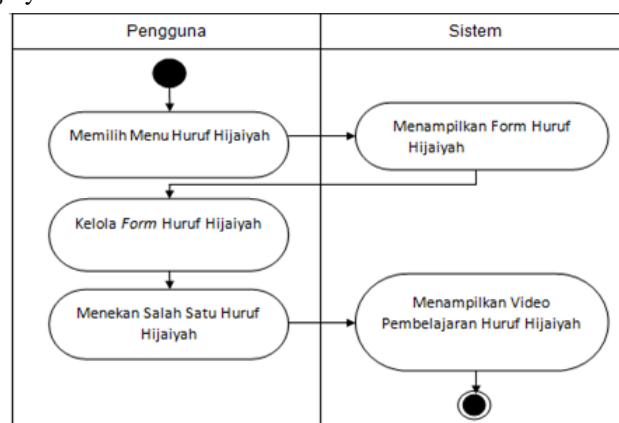 Pengguna
Sistem
Memilih Menu Huruf Hijaiyah
Menampilkan Form Huruf
Hijaiyah
Kelola Form Huruf Hijaiyah
Menekan Salah Satu Huruf
Hijaiyah
Menampilkan Video
Pembelajaran Huruf Hijaiyah